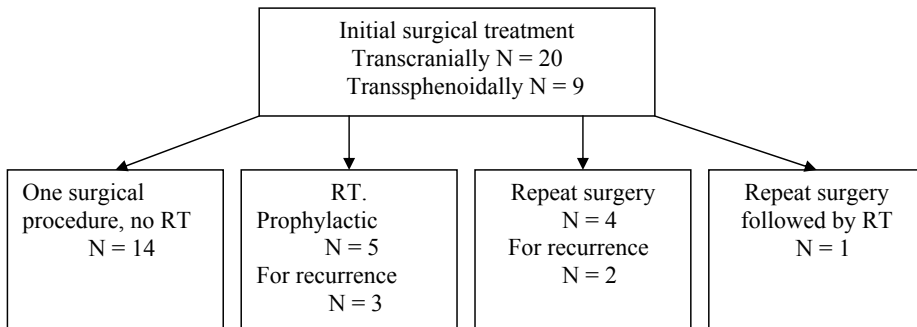 Initial surgical treatment
Transcranially N = 20
Transsphenoidally N = 9
One surgical
procedure, no RT
N = 14
RT.
Prophylactic
N = 5
For recurrence
N = 3
Repeat surgery
N = 4
For recurrence
N = 2
Repeat surgery
followed by RT
N = 1